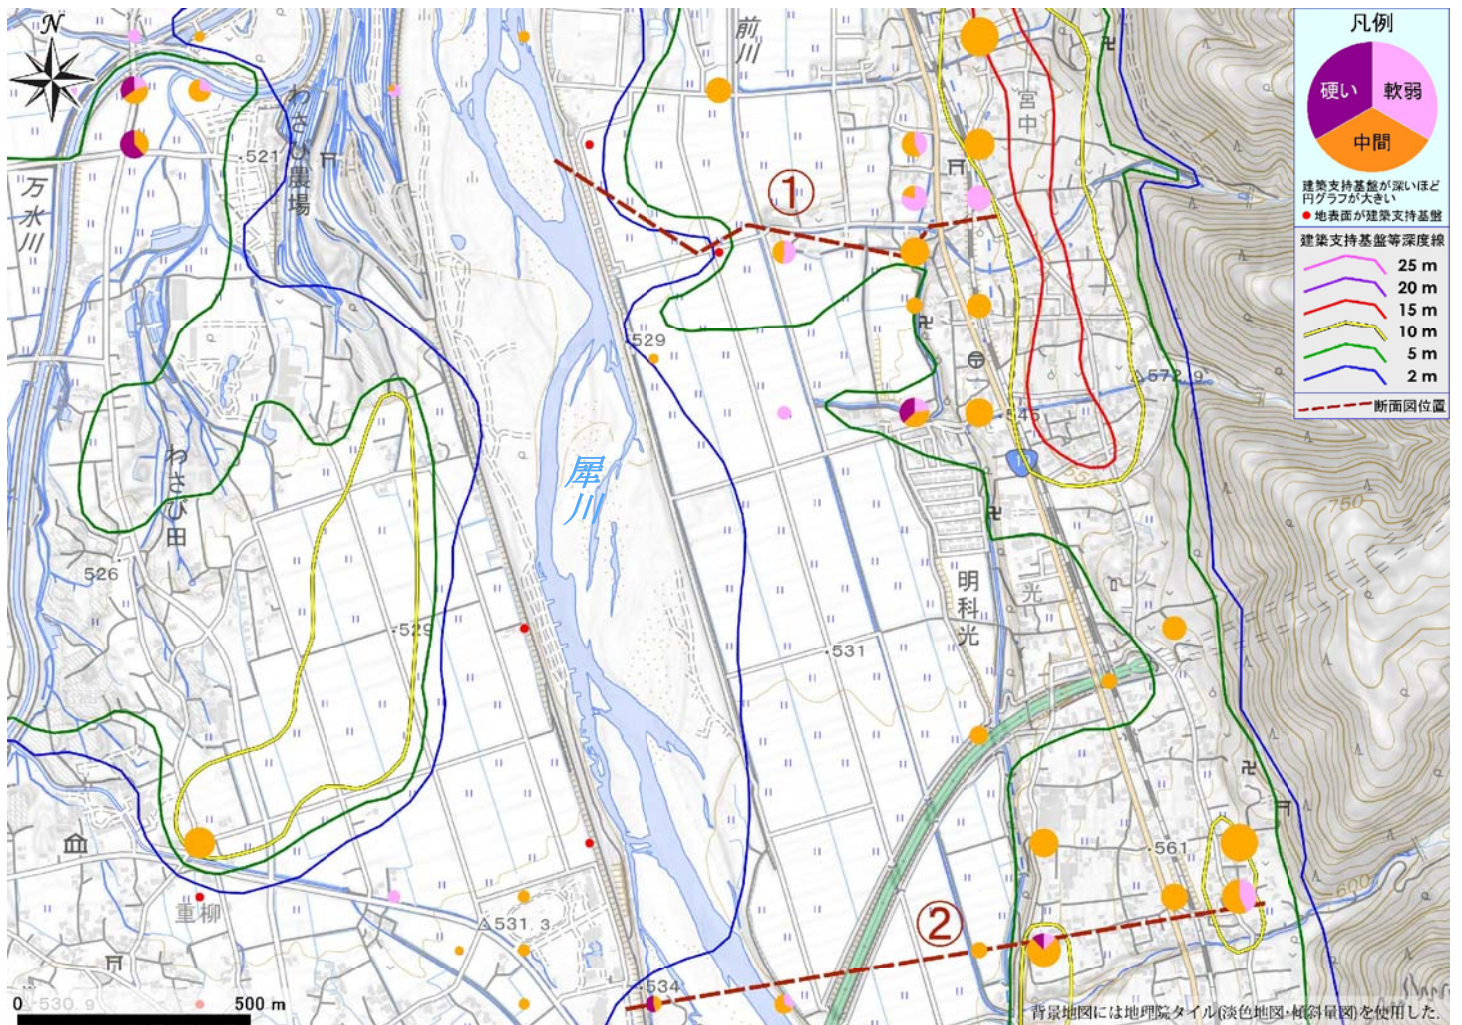 N
前川
宮中
わさび農場
521
万水川
①
529
572.9
545
19
犀川
わさび田
750
526
明科光
光
529
531
561
600
②
重柳
531.3
534
0 530.9 500 m
背景地図には地理院タイル(淡色地図・傾斜量図)を使用した.
凡例
硬い
軟弱
中間
建築支持基盤が深いほど
円グラフが大きい
地表面が建築支持基盤
建築支持基盤等深度線
25 m
20 m
15 m
10 m
5 m
2 m
断面図位置